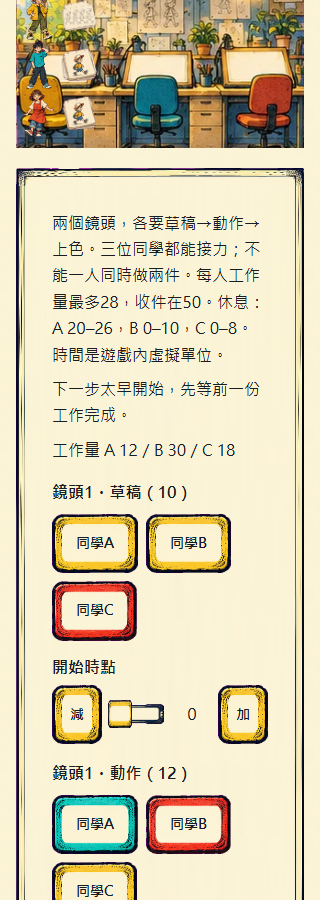 兩個鏡頭，各要草稿→動作→
上色。三位同學都能接力；不
能一人同時做兩件。每人工作
量最多28，收件在50。休息：
A 20–26，B 0–10，C 0–8。
時間是遊戲內虛擬單位。
下一步太早開始，先等前一份
工作完成。
工作量 A 12 / B 30 / C 18
鏡頭1・草稿（10）
同學A 同學B
同學C
開始時點
減 0 加
鏡頭1・動作（12）
同學A 同學B
同學C